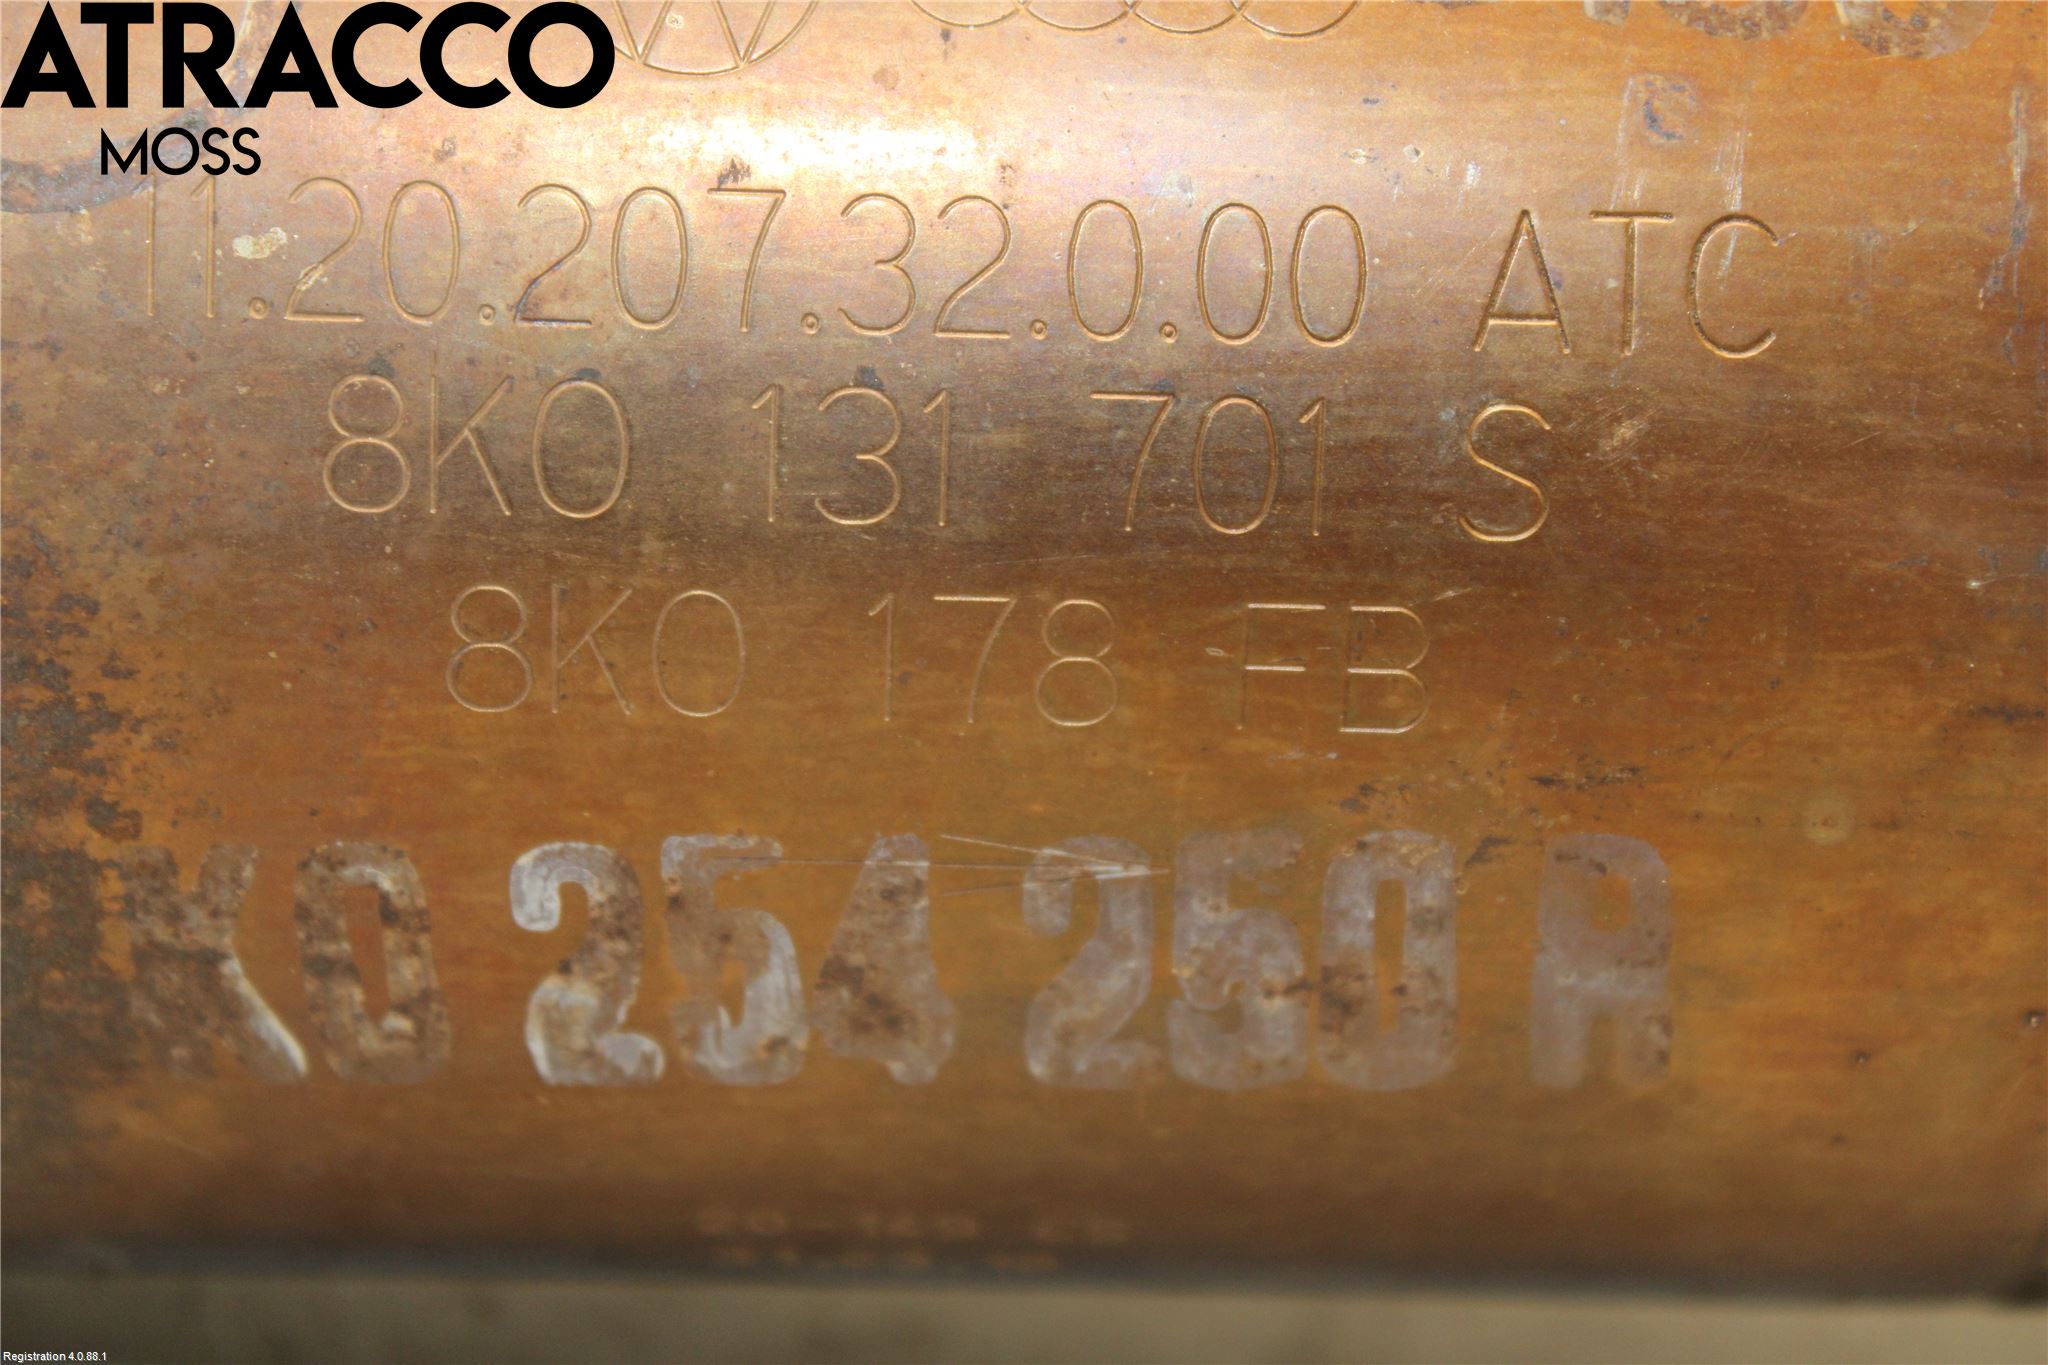 ATRACCO
MOSS
11.20.207.32.0.00 ATC
8K0 131 701 S
8K0 178 FB
K0 254 250 A
Registration 4.0.88.1